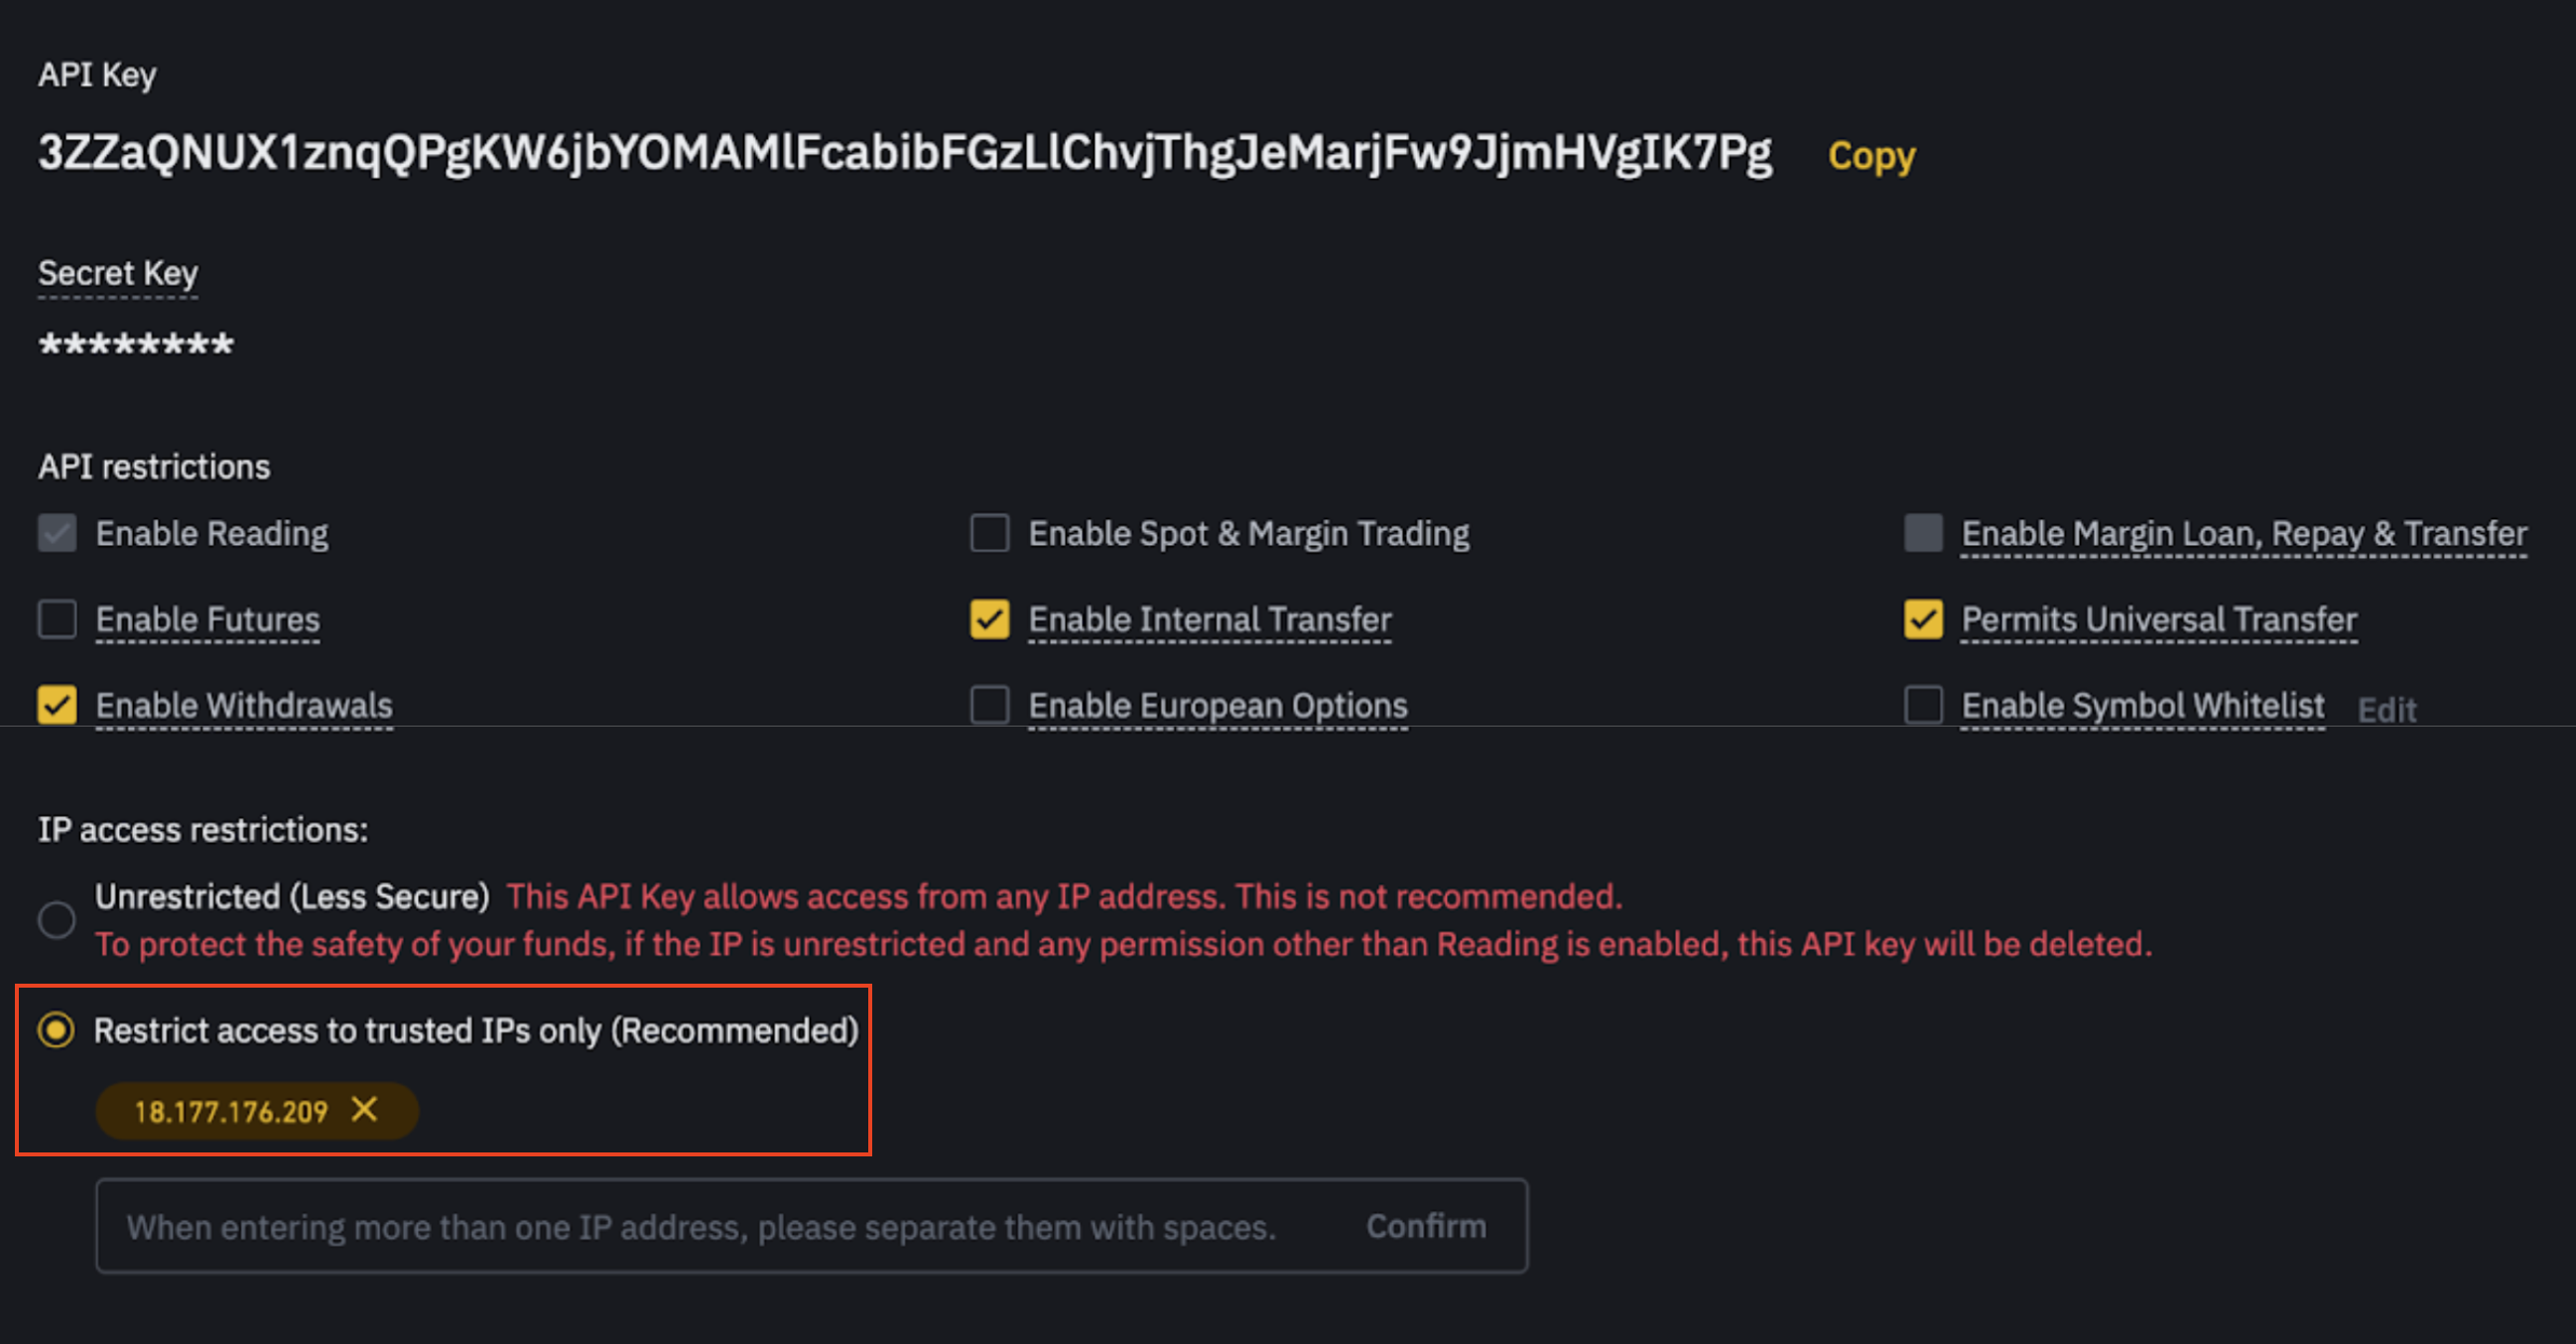 API Key
3ZZaQNUX1znqQPgKW6jbYOMAMlFcabibFGzLlChvjThgJeMarjFw9JjmHVgIK7Pg Copy
Secret Key
********
API restrictions
Enable Reading Enable Spot & Margin Trading Enable Margin Loan, Repay & Transfer
Enable Futures Enable Internal Transfer Permits Universal Transfer
Enable Withdrawals Enable European Options Enable Symbol Whitelist Edit
IP access restrictions:
Unrestricted (Less Secure) This API Key allows access from any IP address. This is not recommended.
To protect the safety of your funds, if the IP is unrestricted and any permission other than Reading is enabled, this API key will be deleted.
Restrict access to trusted IPs only (Recommended)
18.177.176.209
When entering more than one IP address, please separate them with spaces. Confirm